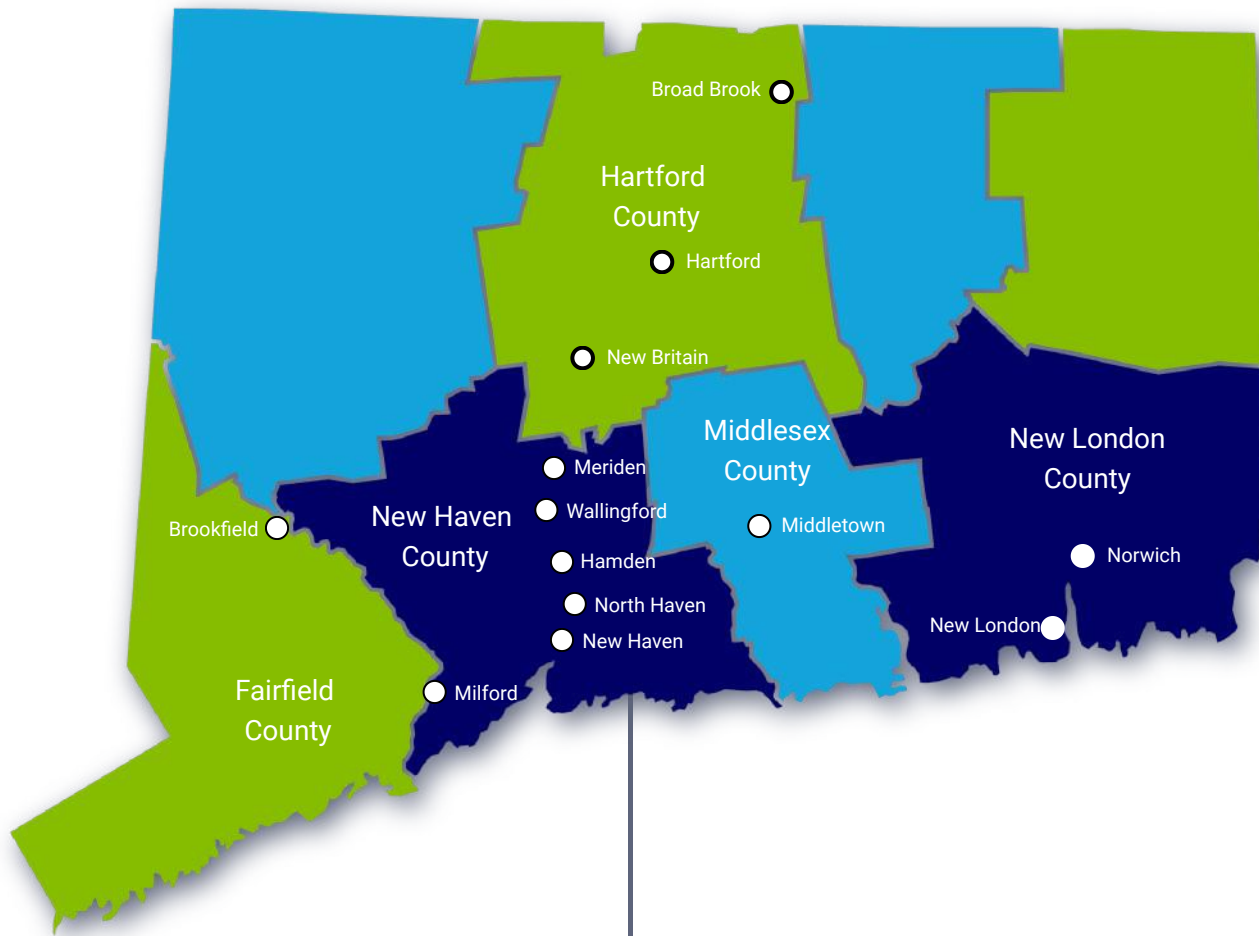 Broad Brook
Hartford
County
Hartford
New Britain
Middlesex
County
New London
County
Meriden
Wallingford
New Haven
County
Brookfield
Middletown
Hamden
Norwich
North Haven
New London
New Haven
Fairfield
County
Milford